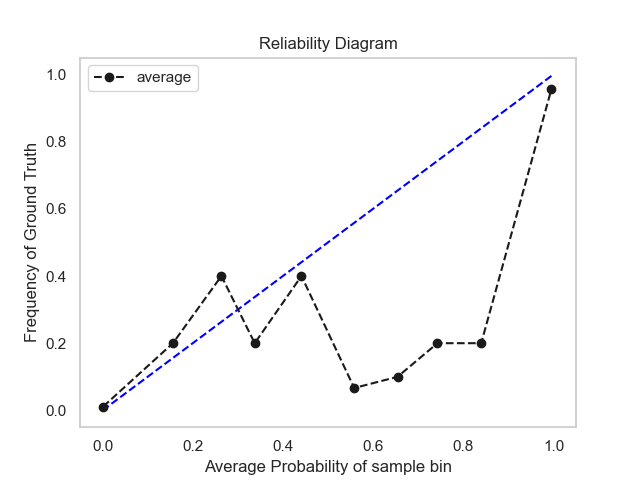 Reliability Diagram
average
Frequency of Ground Truth
1.0
0.8
0.6
0.4
0.2
0.0
0.0 0.2 0.4 0.6 0.8 1.0
Average Probability of sample bin